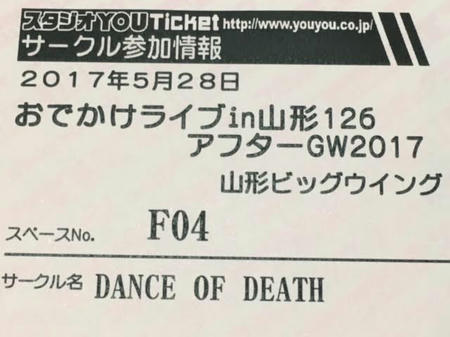 スタジオYOU Ticket http://www.youyou.co.jp/
サークル参加情報
2017年5月28日
おでかけライブin山形126
アフターGW2017
山形ビッグウイング
スペースNo. F04
サークル名 DANCE OF DEATH